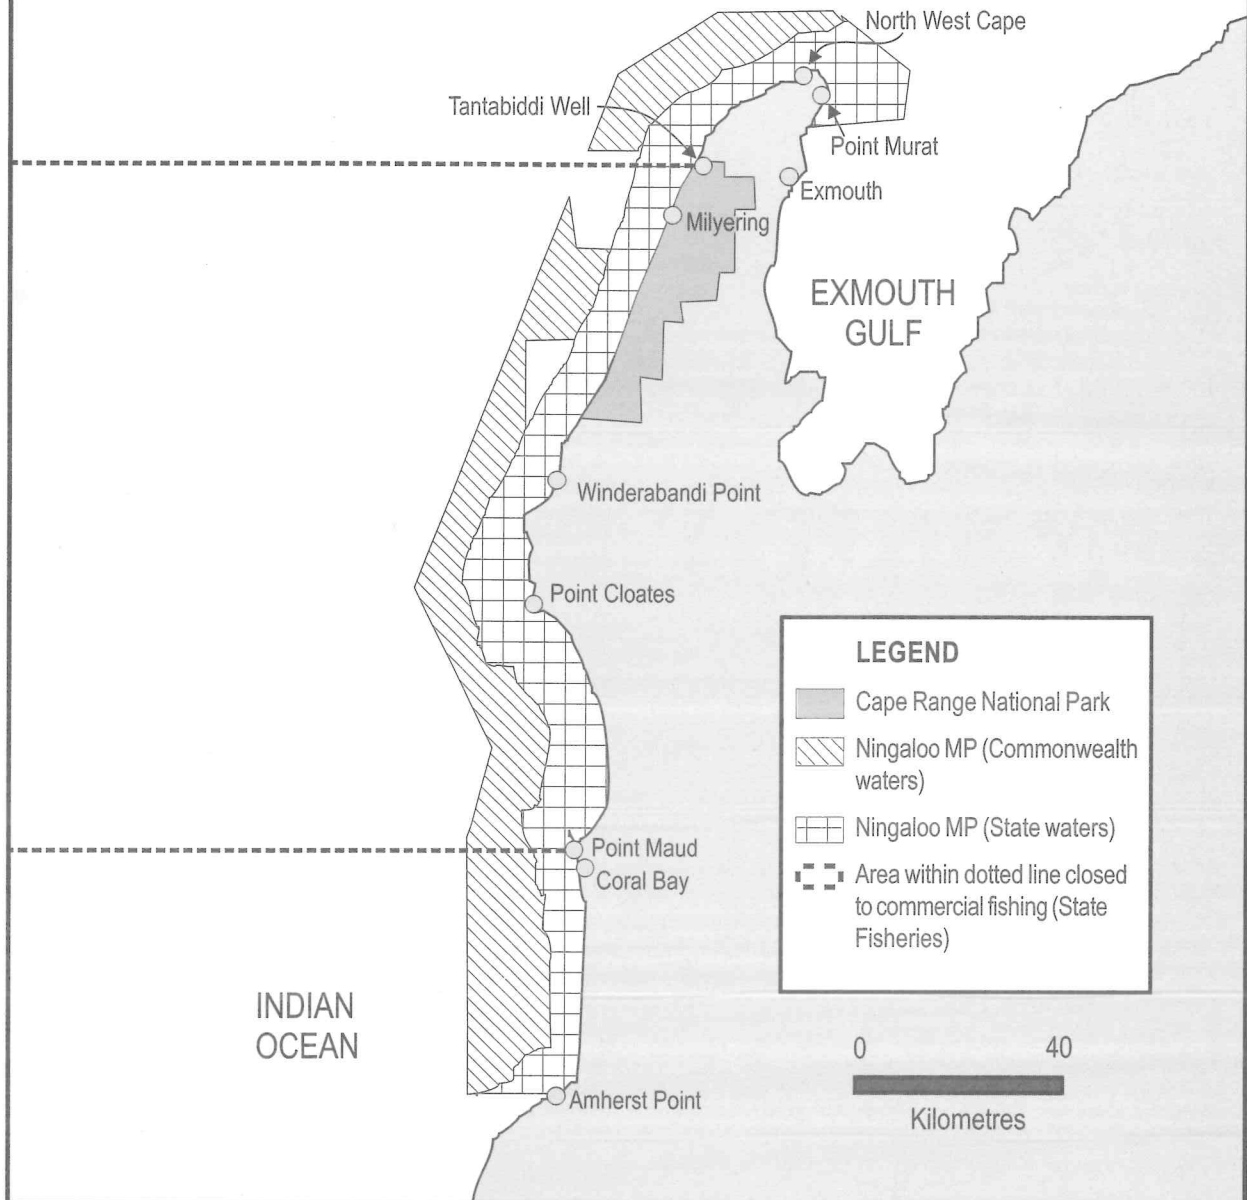 North West Cape
Tantabiddi Well
Point Murat
Exmouth
Milyering
EXMOUTH
GULF
Winderabandi Point
Point Cloates
LEGEND
Cape Range National Park
Ningaloo MP (Commonwealth
waters)
Ningaloo MP (State waters)
Area within dotted line closed
to commercial fishing (State
Fisheries)
Point Maud
Coral Bay
INDIAN
OCEAN
0 40
Kilometres
Amherst Point